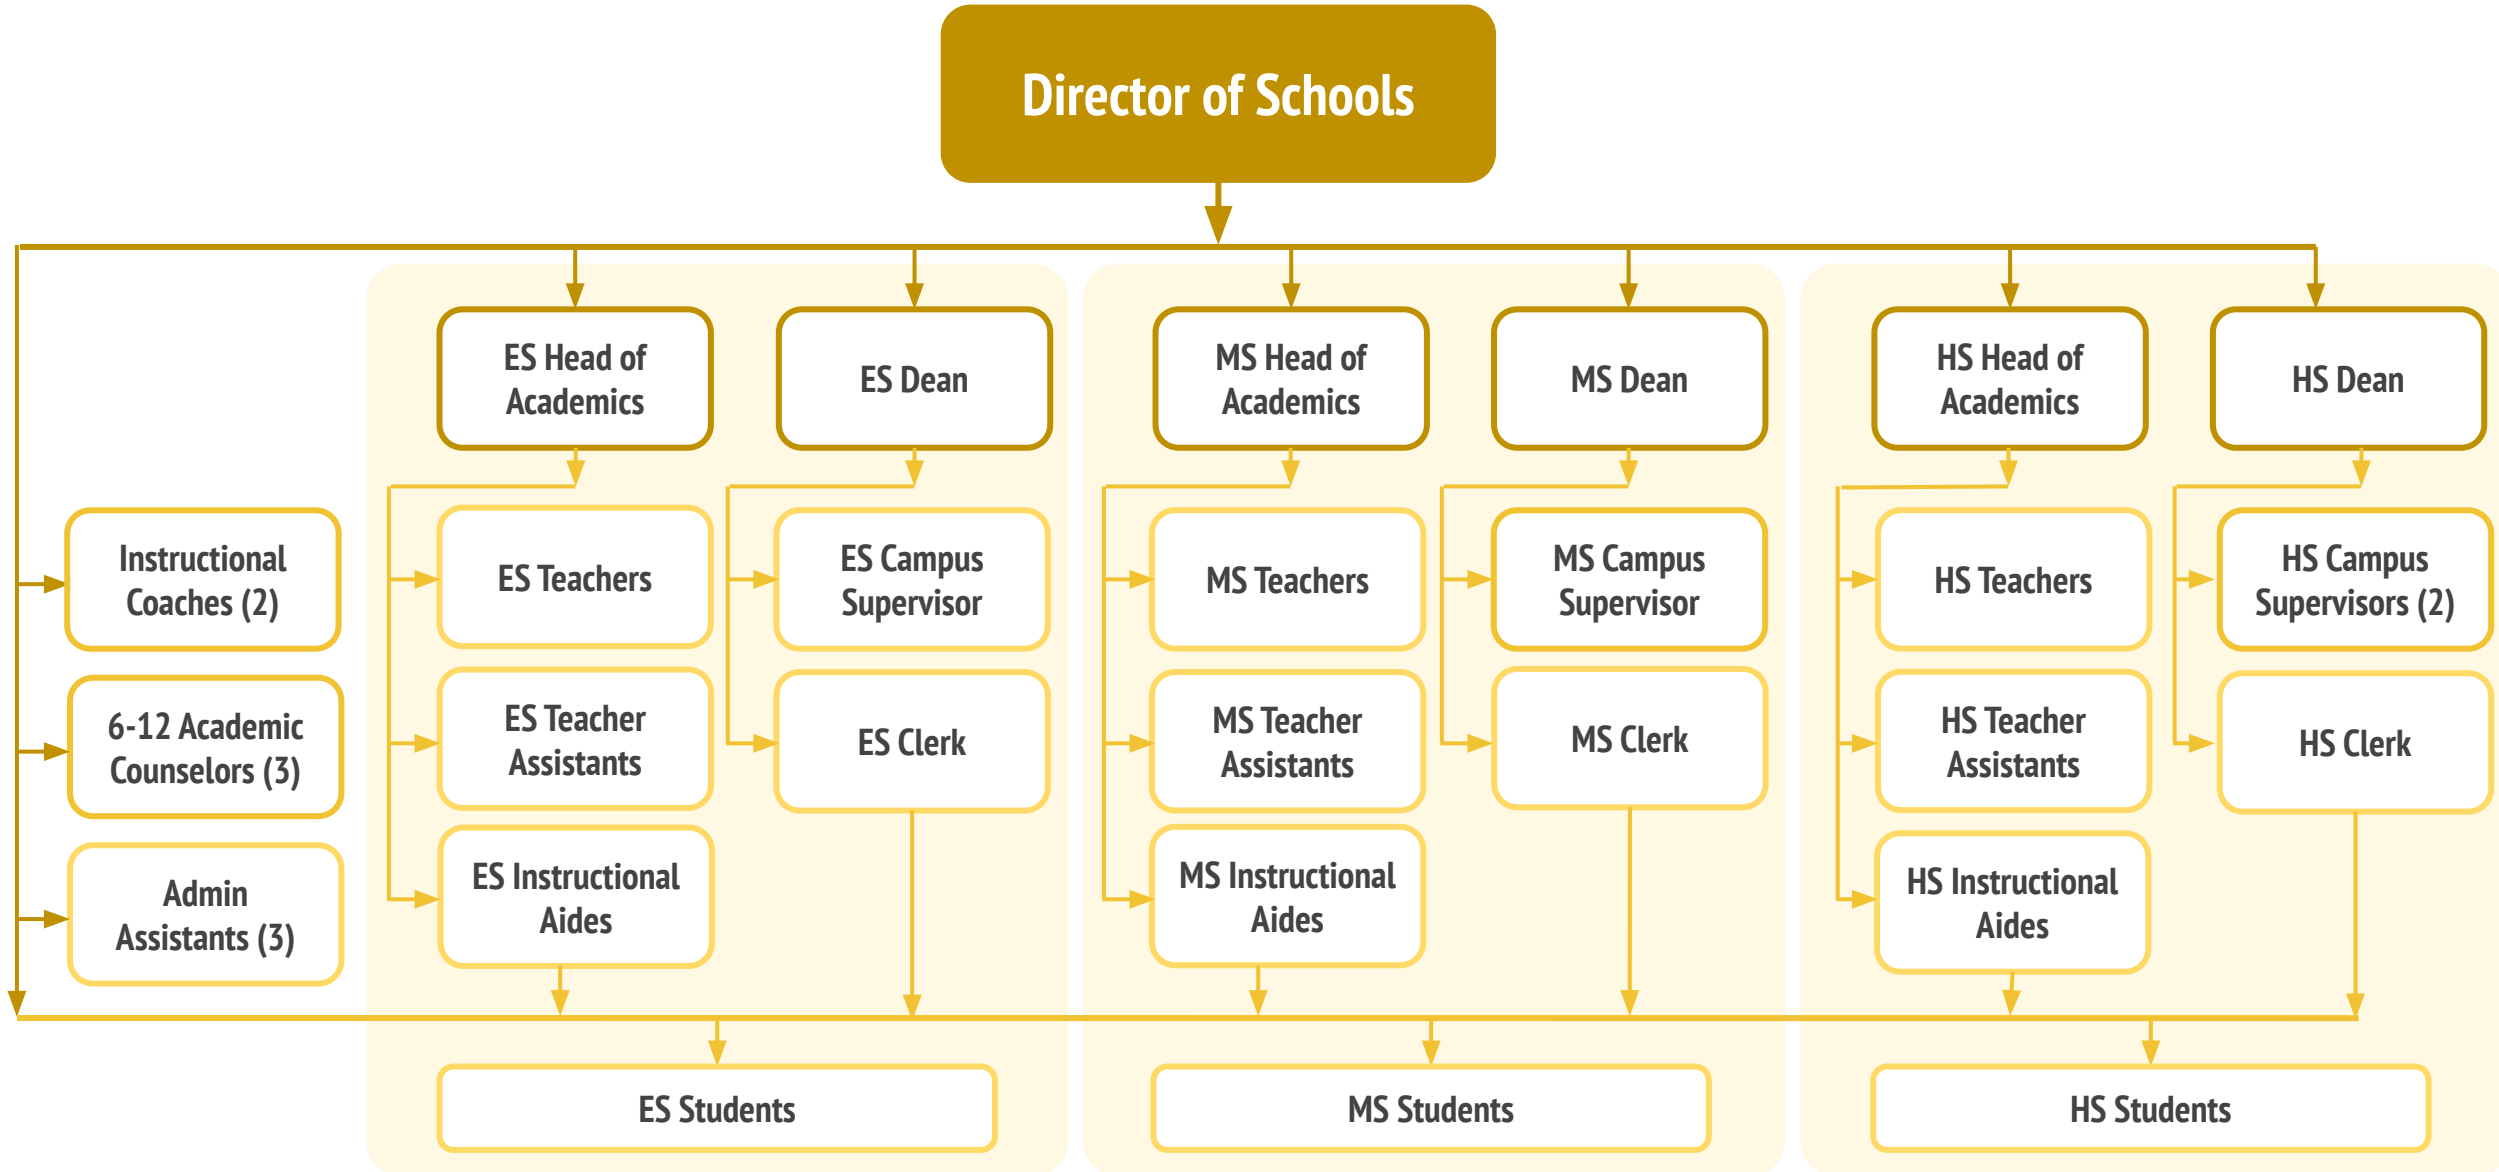 Director of Schools
ES Head of
Academics
ES Dean
MS Head of
Academics
MS Dean
HS Head of
Academics
HS Dean
Instructional
Coaches (2)
6-12 Academic
Counselors (3)
Admin
Assistants (3)
ES Teachers
ES Teacher
Assistants
ES Instructional
Aides
ES Campus
Supervisor
ES Clerk
MS Teachers
MS Teacher
Assistants
MS Instructional
Aides
MS Campus
Supervisor
MS Clerk
HS Teachers
HS Teacher
Assistants
HS Instructional
Aides
HS Campus
Supervisors (2)
HS Clerk
ES Students
MS Students
HS Students